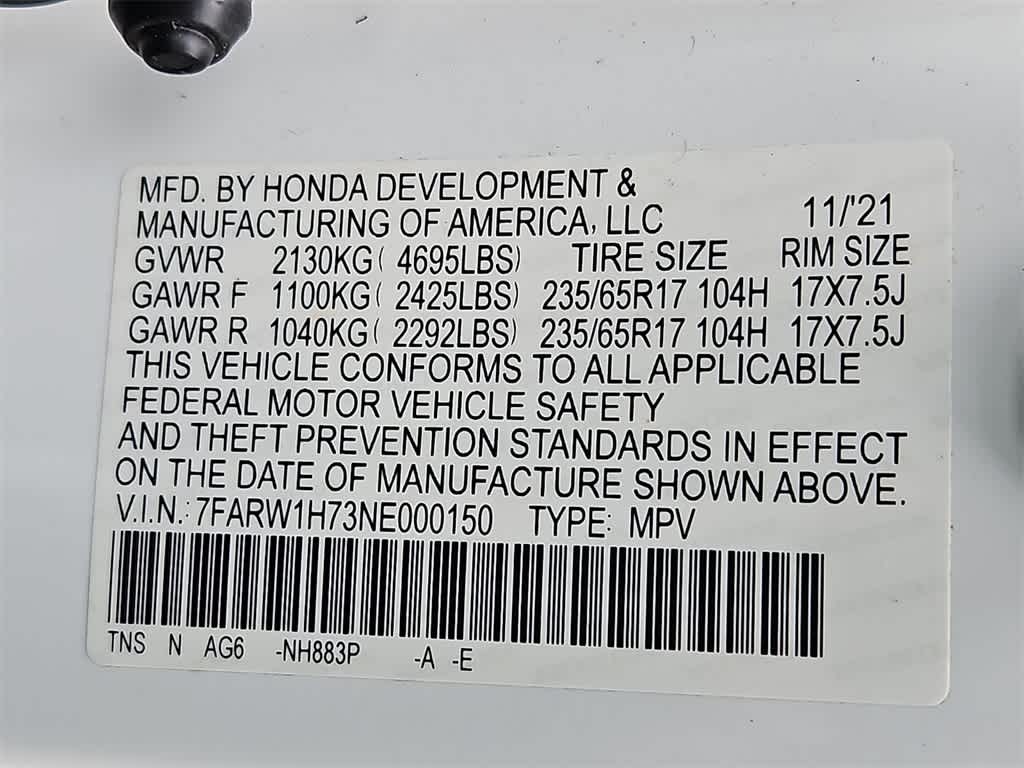 MFD. BY HONDA DEVELOPMENT &
MANUFACTURING OF AMERICA, LLC 11/'21
GVWR 2130KG( 4695LBS) TIRE SIZE RIM SIZE
GAWR F 1100KG( 2425LBS) 235/65R17 104H 17X7.5J
GAWR R 1040KG( 2292LBS) 235/65R17 104H 17X7.5J
THIS VEHICLE CONFORMS TO ALL APPLICABLE
FEDERAL MOTOR VEHICLE SAFETY
AND THEFT PREVENTION STANDARDS IN EFFECT
ON THE DATE OF MANUFACTURE SHOWN ABOVE.
V.I.N.: 7FARW1H73NE000150 TYPE: MPV
TNS N AG6 -NH883P -A -E